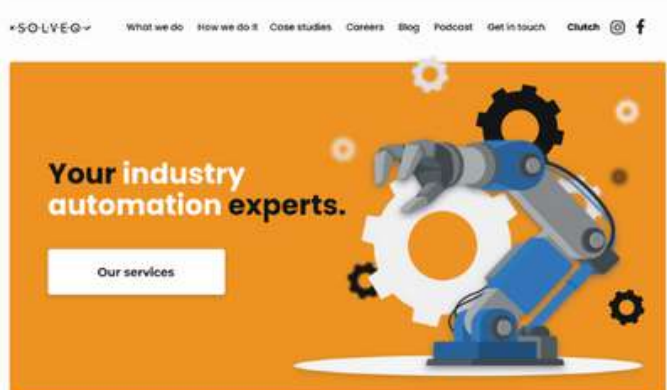 SOLVEQ
What we do How we do it Case studies Careers Blog Podcast Get in touch Clutch
Your industry
automation experts.
Our services